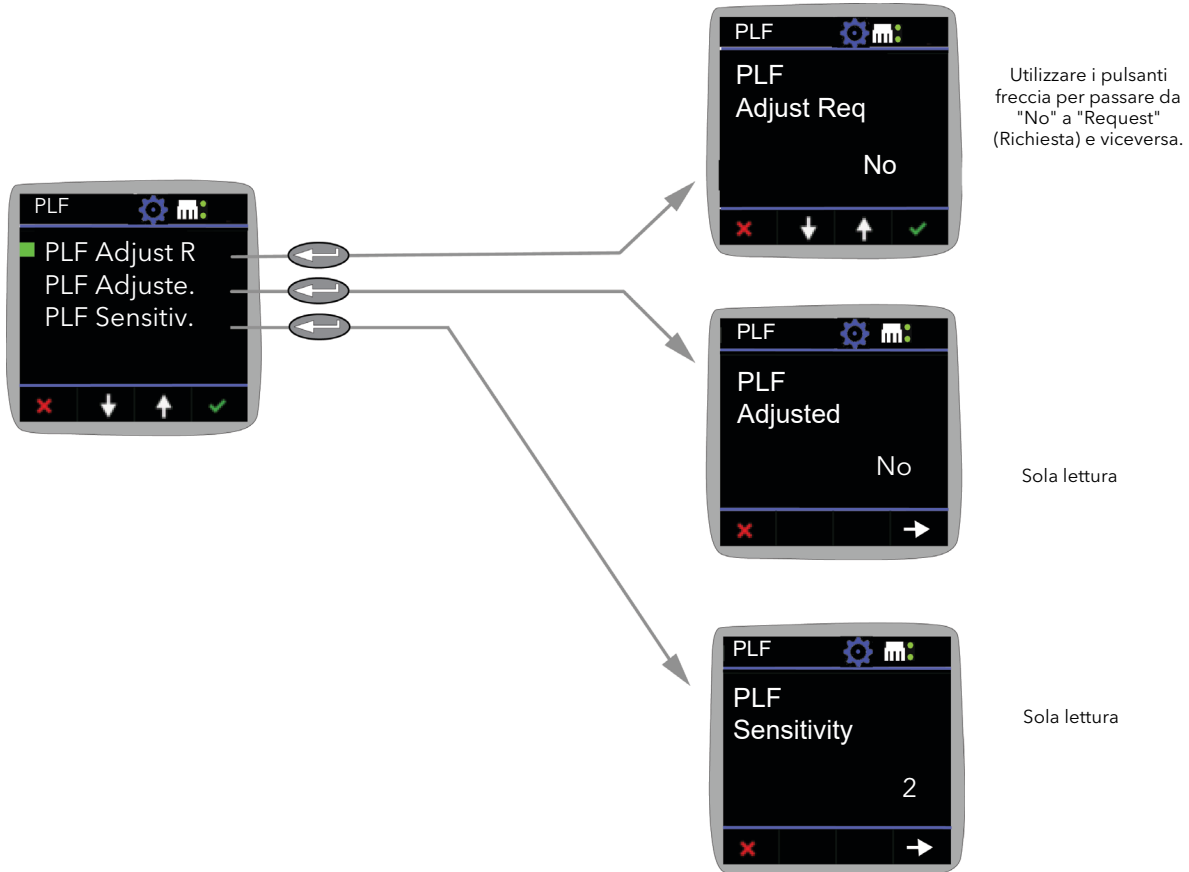 PLF
PLF Adjust R
PLF Adjuste.
PLF Sensitiv.
PLF
PLF
Adjust Req
No
Utilizzare i pulsanti
freccia per passare da
"No" a "Request"
(Richiesta) e viceversa.
PLF
PLF
Adjusted
No
Sola lettura
PLF
PLF
Sensitivity
2
Sola lettura